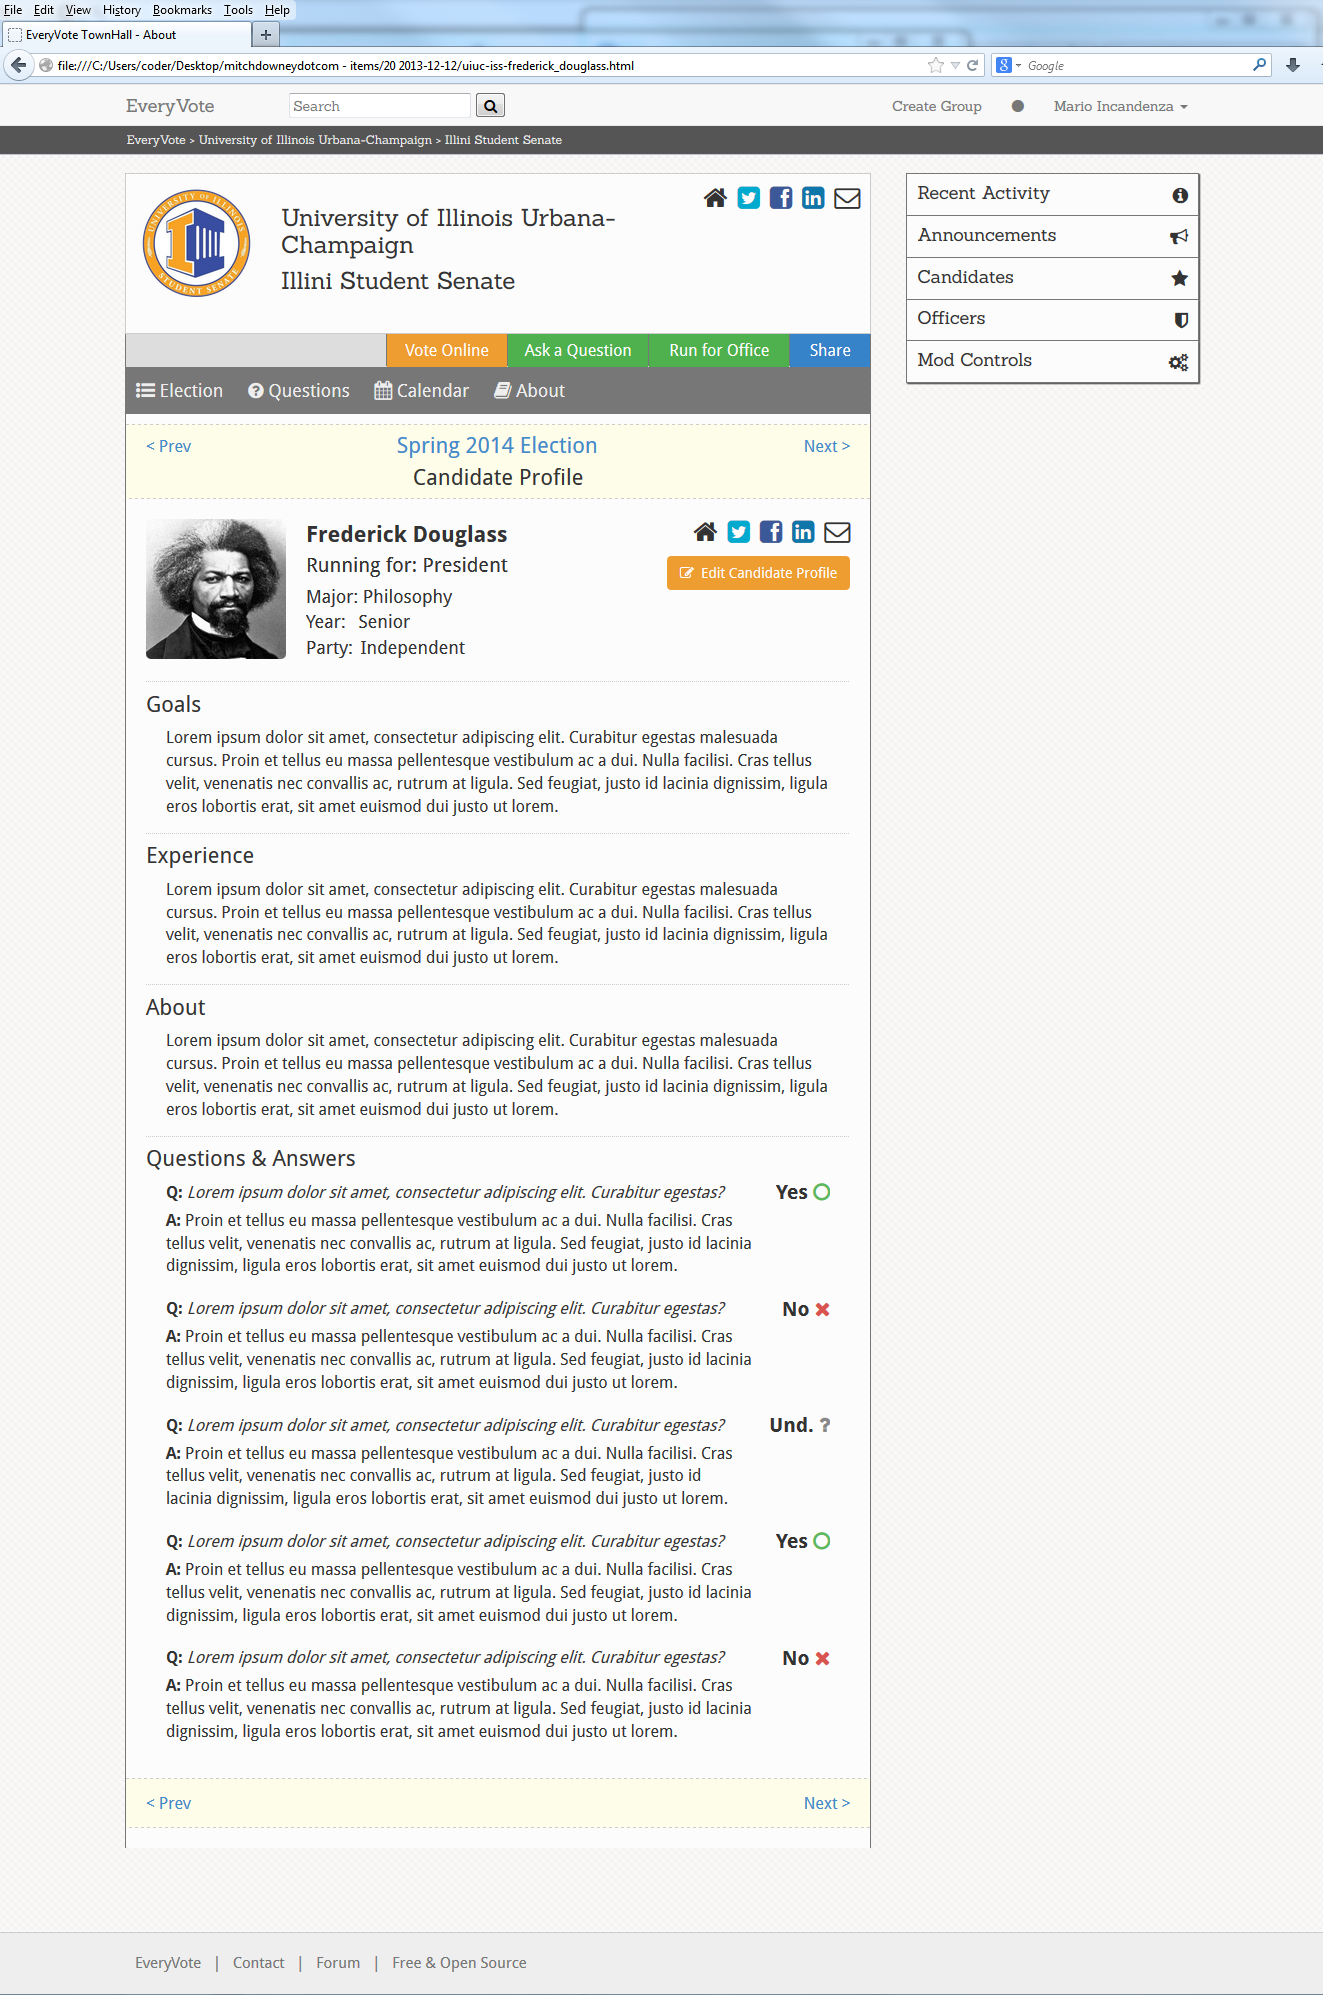 File Edit View History Bookmarks Tools Help
EveryVote TownHall - About
file:///C:/Users/coder/Desktop/mitchdowneydotcom - items/20 2013-12-12/uiuc-iss-frederick_douglass.html
Google
EveryVote Search Create Group Mario Incandenza
EveryVote > University of Illinois Urbana-Champaign > Illini Student Senate
UNIVERSITY OF ILLINOIS
STUDENT SENATE
University of Illinois Urbana-
Champaign
Illini Student Senate
Vote Online Ask a Question Run for Office Share
Election Questions Calendar About
Recent Activity
Announcements
Candidates
Officers
Mod Controls
< Prev Spring 2014 Election Next >
Candidate Profile
Frederick Douglass
Running for: President
Edit Candidate Profile
Major: Philosophy
Year: Senior
Party: Independent
Goals
Lorem ipsum dolor sit amet, consectetur adipiscing elit. Curabitur egestas malesuada
cursus. Proin et tellus eu massa pellentesque vestibulum ac a dui. Nulla facilisi. Cras tellus
velit, venenatis nec convallis ac, rutrum at ligula. Sed feugiat, justo id lacinia dignissim, ligula
eros lobortis erat, sit amet euismod dui justo ut lorem.
Experience
Lorem ipsum dolor sit amet, consectetur adipiscing elit. Curabitur egestas malesuada
cursus. Proin et tellus eu massa pellentesque vestibulum ac a dui. Nulla facilisi. Cras tellus
velit, venenatis nec convallis ac, rutrum at ligula. Sed feugiat, justo id lacinia dignissim, ligula
eros lobortis erat, sit amet euismod dui justo ut lorem.
About
Lorem ipsum dolor sit amet, consectetur adipiscing elit. Curabitur egestas malesuada
cursus. Proin et tellus eu massa pellentesque vestibulum ac a dui. Nulla facilisi. Cras tellus
velit, venenatis nec convallis ac, rutrum at ligula. Sed feugiat, justo id lacinia dignissim, ligula
eros lobortis erat, sit amet euismod dui justo ut lorem.
Questions & Answers
Q: Lorem ipsum dolor sit amet, consectetur adipiscing elit. Curabitur egestas? Yes
A: Proin et tellus eu massa pellentesque vestibulum ac a dui. Nulla facilisi. Cras
tellus velit, venenatis nec convallis ac, rutrum at ligula. Sed feugiat, justo id lacinia
dignissim, ligula eros lobortis erat, sit amet euismod dui justo ut lorem.
Q: Lorem ipsum dolor sit amet, consectetur adipiscing elit. Curabitur egestas? No
A: Proin et tellus eu massa pellentesque vestibulum ac a dui. Nulla facilisi. Cras
tellus velit, venenatis nec convallis ac, rutrum at ligula. Sed feugiat, justo id lacinia
dignissim, ligula eros lobortis erat, sit amet euismod dui justo ut lorem.
Q: Lorem ipsum dolor sit amet, consectetur adipiscing elit. Curabitur egestas? Und. ?
A: Proin et tellus eu massa pellentesque vestibulum ac a dui. Nulla facilisi. Cras
tellus velit, venenatis nec convallis ac, rutrum at ligula. Sed feugiat, justo id
lacinia dignissim, ligula eros lobortis erat, sit amet euismod dui justo ut lorem.
Q: Lorem ipsum dolor sit amet, consectetur adipiscing elit. Curabitur egestas? Yes
A: Proin et tellus eu massa pellentesque vestibulum ac a dui. Nulla facilisi. Cras
tellus velit, venenatis nec convallis ac, rutrum at ligula. Sed feugiat, justo id lacinia
dignissim, ligula eros lobortis erat, sit amet euismod dui justo ut lorem.
Q: Lorem ipsum dolor sit amet, consectetur adipiscing elit. Curabitur egestas? No
A: Proin et tellus eu massa pellentesque vestibulum ac a dui. Nulla facilisi. Cras
tellus velit, venenatis nec convallis ac, rutrum at ligula. Sed feugiat, justo id lacinia
dignissim, ligula eros lobortis erat, sit amet euismod dui justo ut lorem.
< Prev Next >
EveryVote | Contact | Forum | Free & Open Source